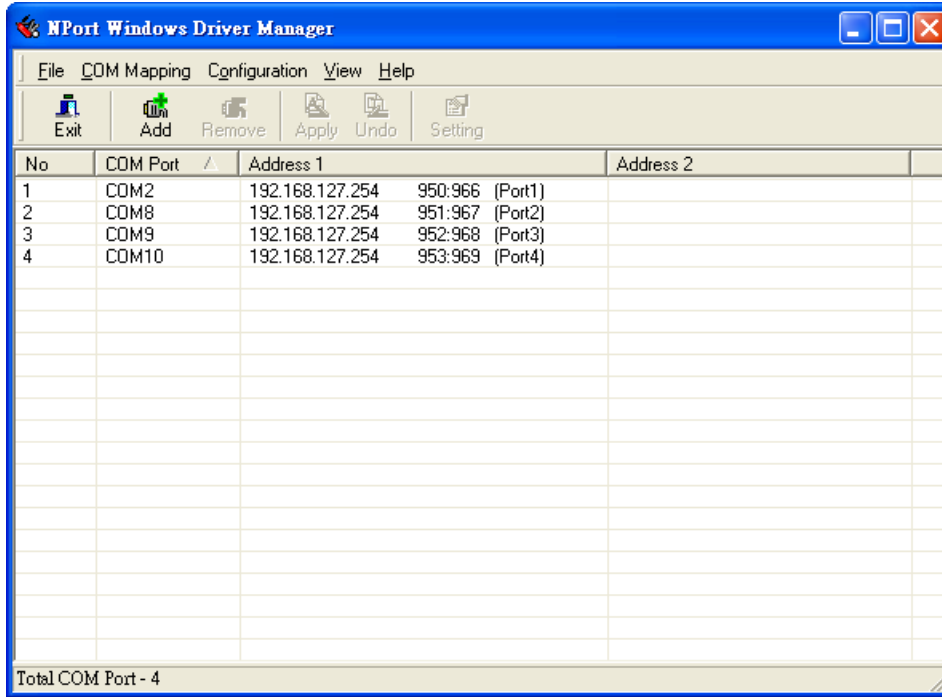 NPort Windows Driver Manager
File COM Mapping Configuration View Help
Exit Add Remove Apply Undo Setting
No COM Port Address 1 Address 2
1 COM2 192.168.127.254 950:966 (Port1)
2 COM8 192.168.127.254 951:967 (Port2)
3 COM9 192.168.127.254 952:968 (Port3)
4 COM10 192.168.127.254 953:969 (Port4)
Total COM Port - 4